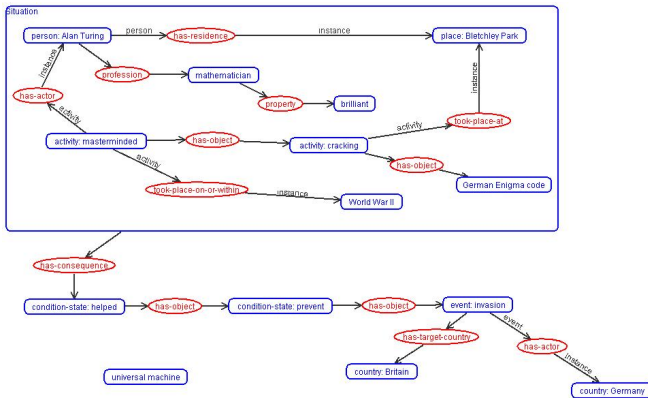 Situation
person: Alan Turing
person
has-residence
instance
place: Bletchley Park
instance
profession
mathematician
instance
has-actor
property
brilliant
activity
activity
took-place-at
activity: masterminded
has-object
activity: cracking
activity
has-object
took-place-on-or-within
instance
World War II
German Enigma code
has-consequence
condition-state: helped
has-object
condition-state: prevent
has-object
event: invasion
has-target-country
event
has-actor
country: Britain
instance
universal machine
country: Germany